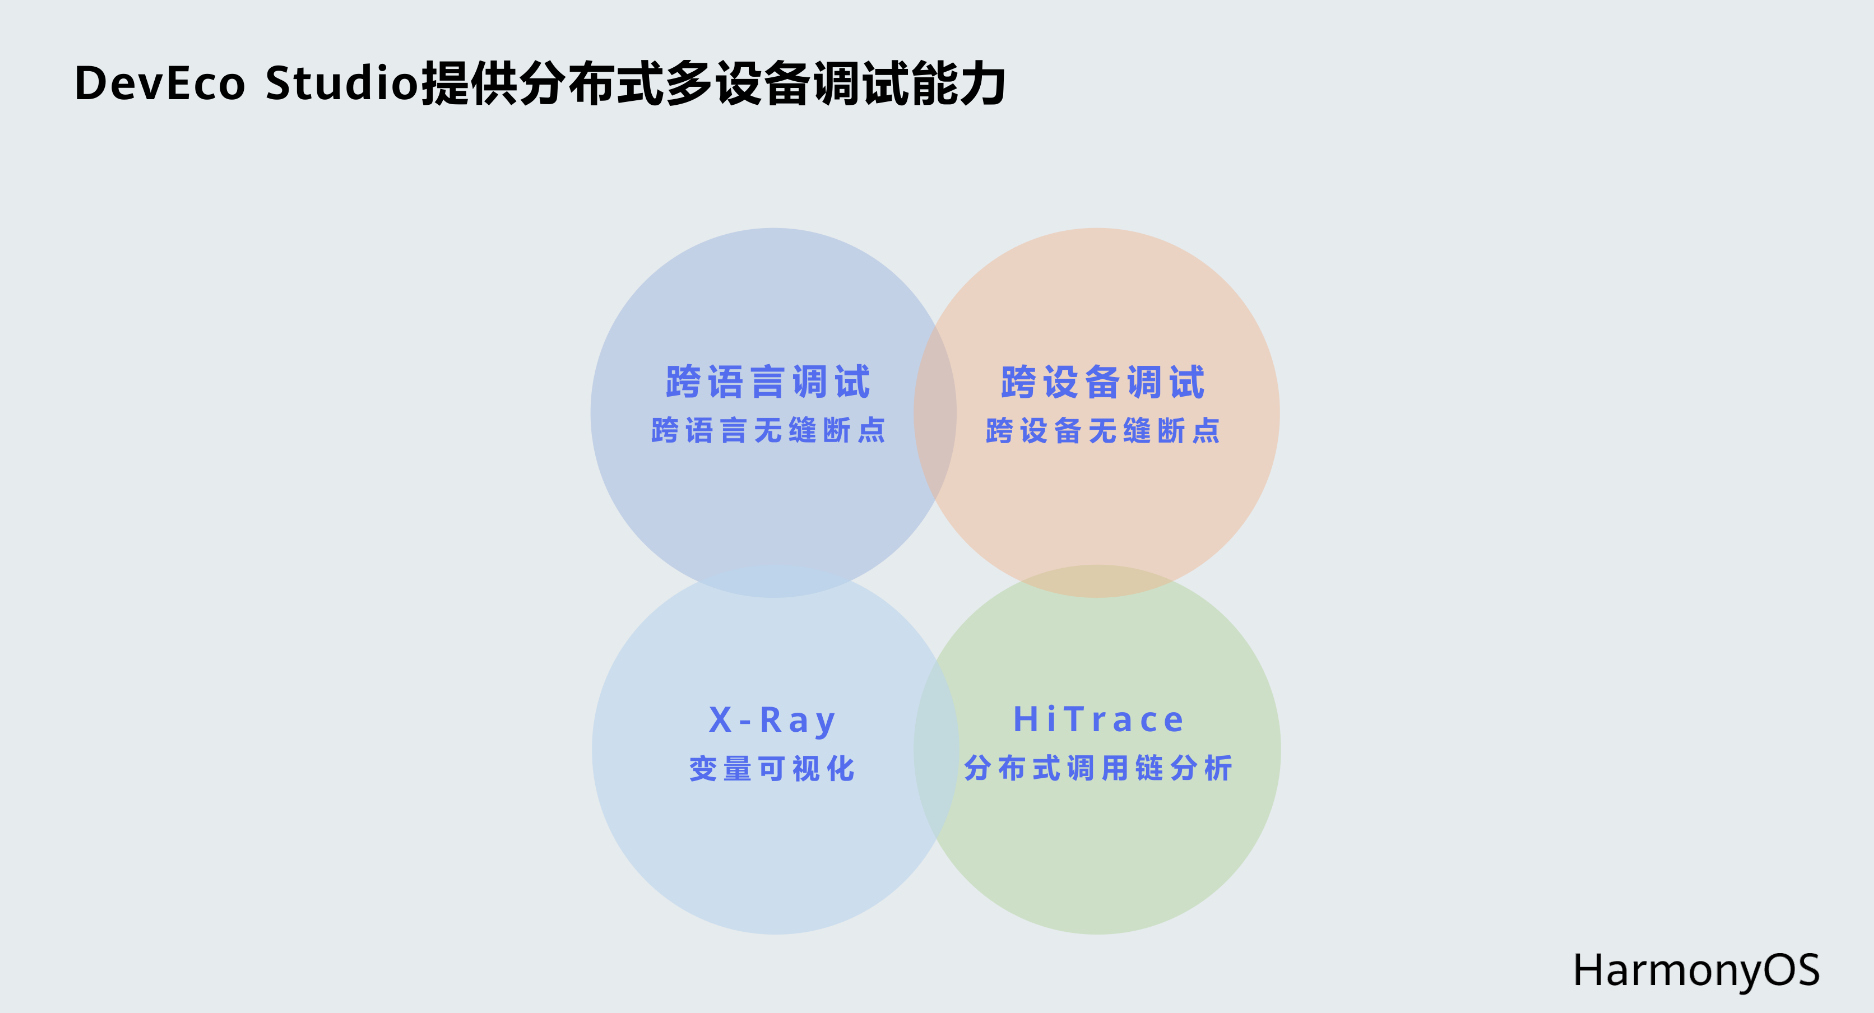 DevEco Studio提供分布式多设备调试能力
跨语言调试
跨语言无缝断点
跨设备调试
跨设备无缝断点
X-Ray
变量可视化
HiTrace
分布式调用链分析
HarmonyOS